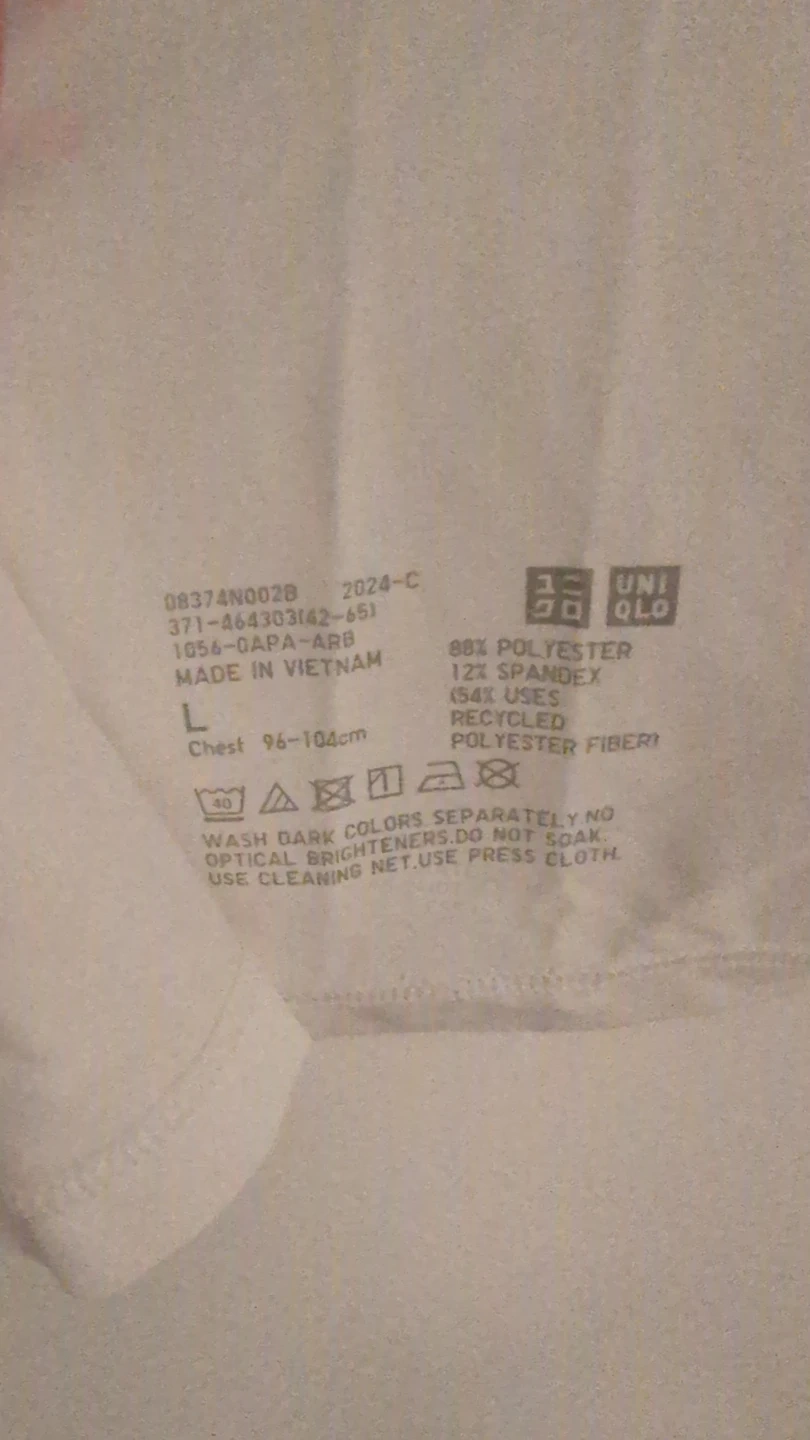 08374N002B 2024-C
371-464303(42-65)
1056-0APA-ARB
MADE IN VIETNAM
L
Chest 96-104cm
ユニ
クロ
UNI
QLO
88% POLYESTER
12% SPANDEX
(54% USES
RECYCLED
POLYESTER FIBER)
40
WASH DARK COLORS SEPARATELY NO
OPTICAL BRIGHTENERS.DO NOT SOAK.
USE CLEANING NET.USE PRESS CLOTH.